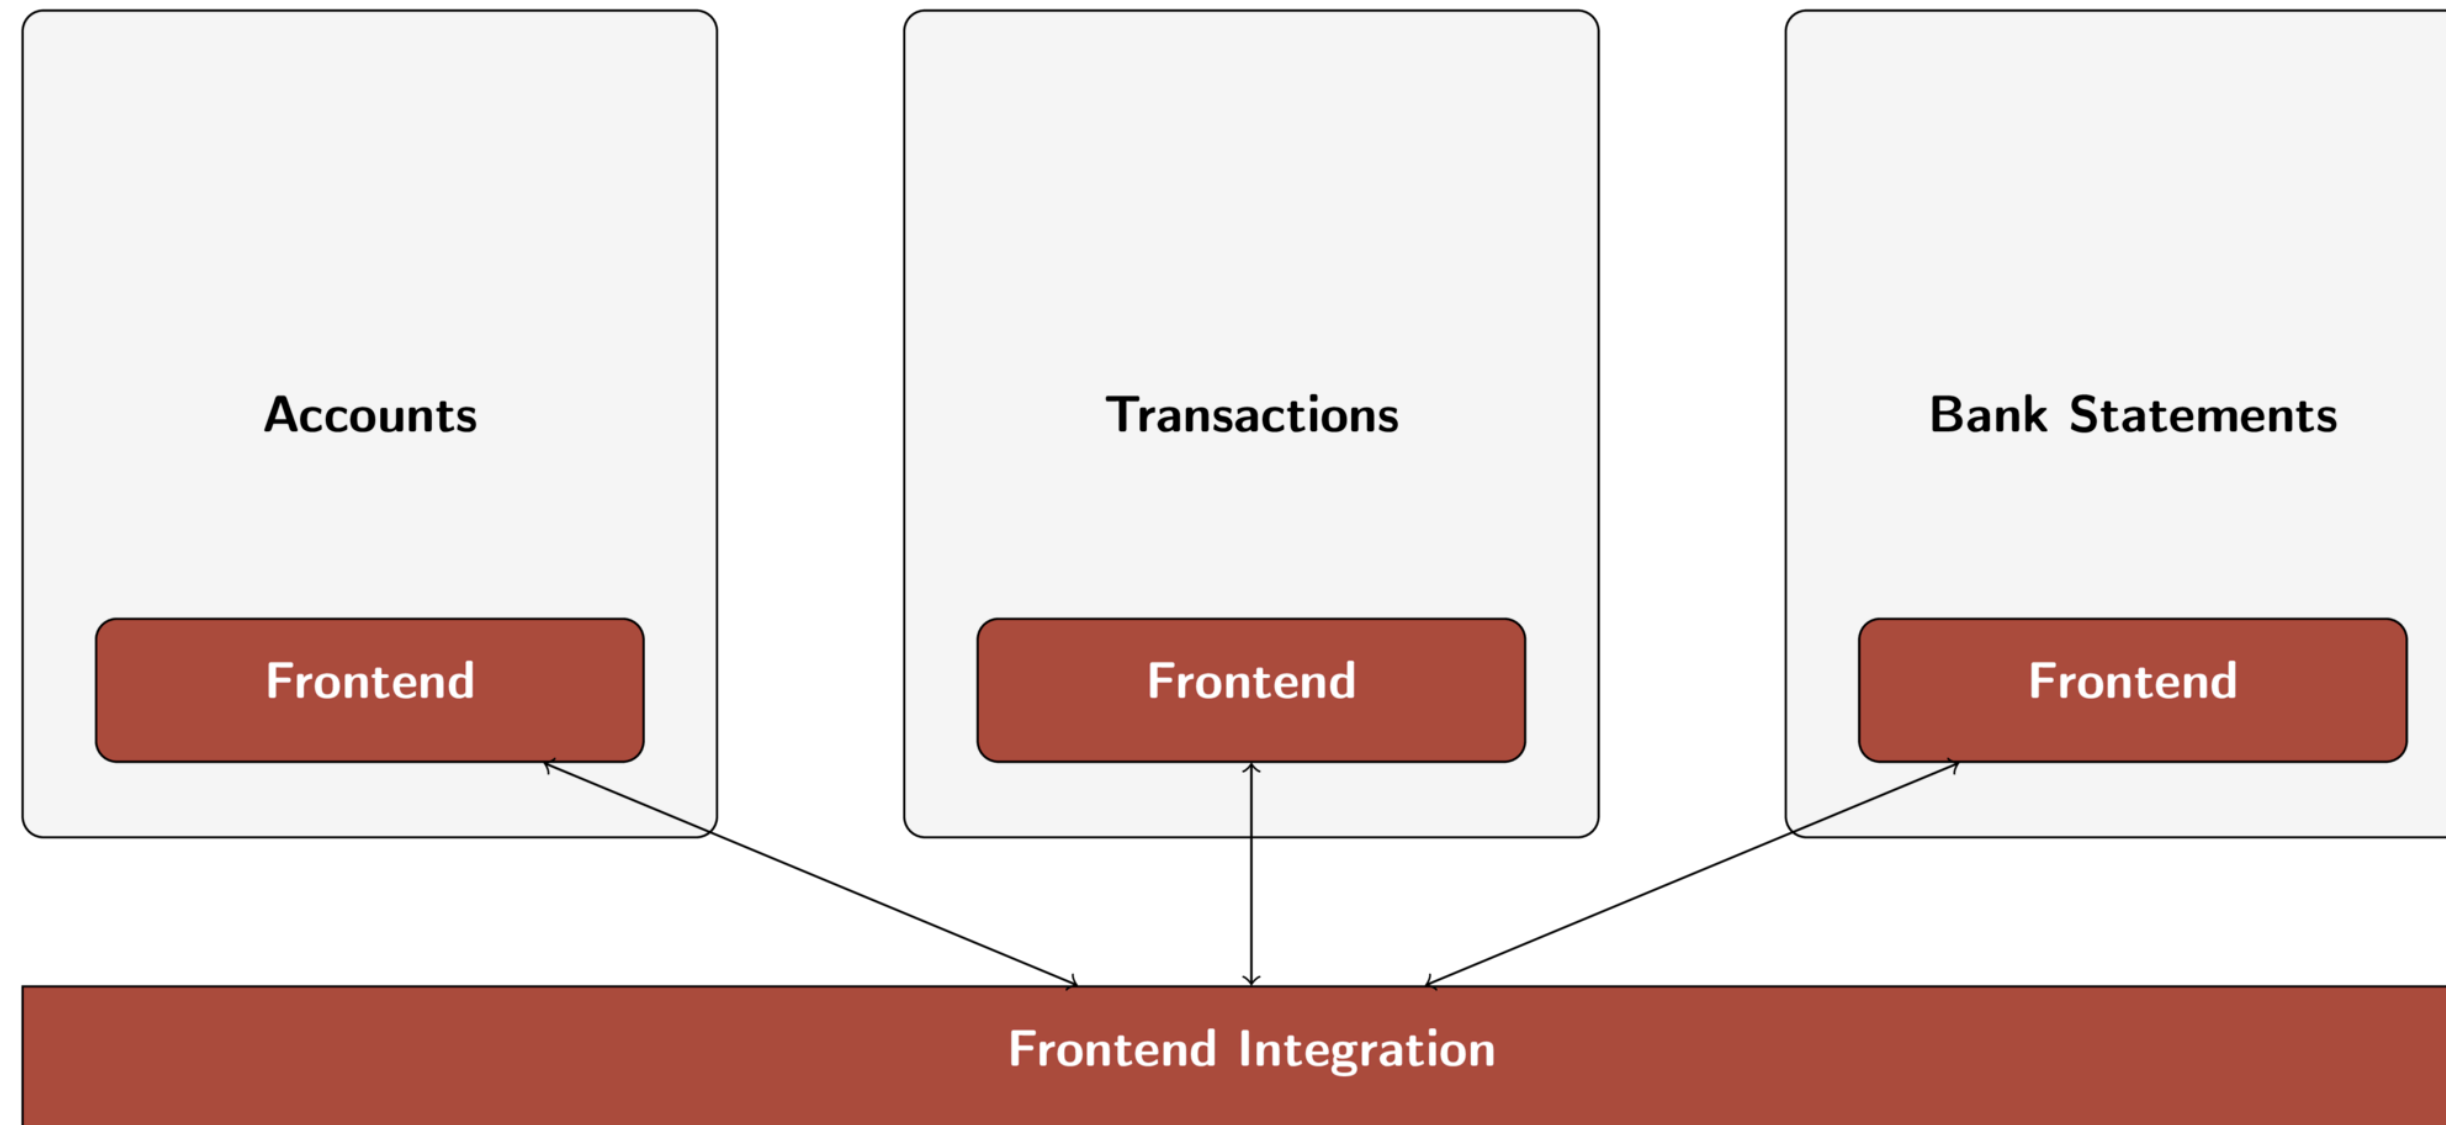 Accounts
Transactions
Bank Statements
Frontend
Frontend
Frontend
Frontend Integration